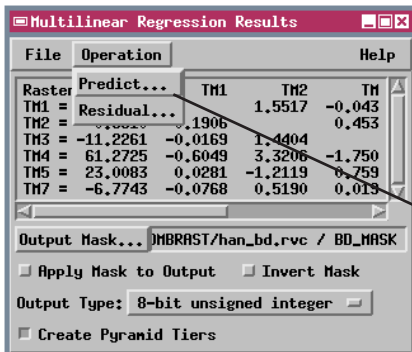 Multilinear Regression Results
File Operation Help
Raster TM1 TM2 TM
Predict...
TM1 = 1.5517 -0.043
Residual...
TM2 = .1906 0.453
TM3 = -11.2261 -0.0169 1.4404
TM4 = 61.2725 -0.6049 3.3206 -1.750
TM5 = 23.0083 0.0281 -1.2119 0.759
TM7 = -6.7743 -0.0768 0.5190 0.019
Output Mask... OMBRAST/han_bd.rvc / BD_MASK
Apply Mask to Output Invert Mask
Output Type: 8-bit unsigned integer
Create Pyramid Tiers